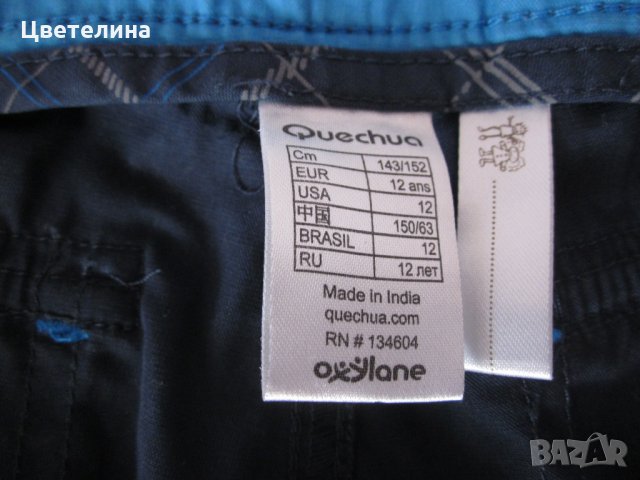 Цветелина
Quechua
Cm 143/152
EUR 12 ans
USA 12
中国 150/63
BRASIL 12
RU 12 лет
Made in India
quechua.com
RN # 134604
oxylane
BAZAR